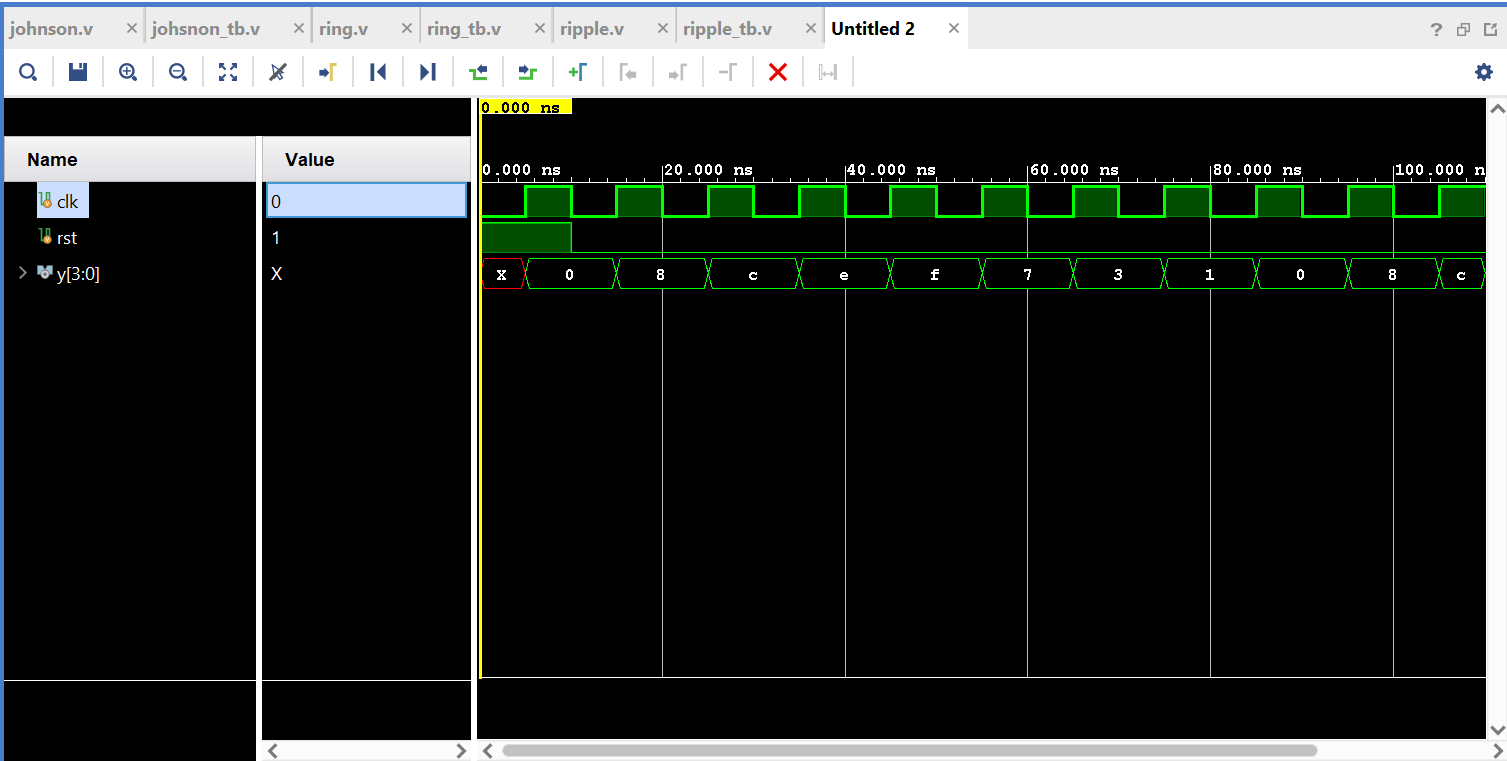 johnson.v johsnon_tb.v ring.v ring_tb.v ripple.v ripple_tb.v Untitled 2
0.000 ns
Name Value
0.000 ns 20.000 ns 40.000 ns 60.000 ns 80.000 ns 100.000 n
clk 0
rst 1
y[3:0] X X 0 8 c e f 7 3 1 0 8 c